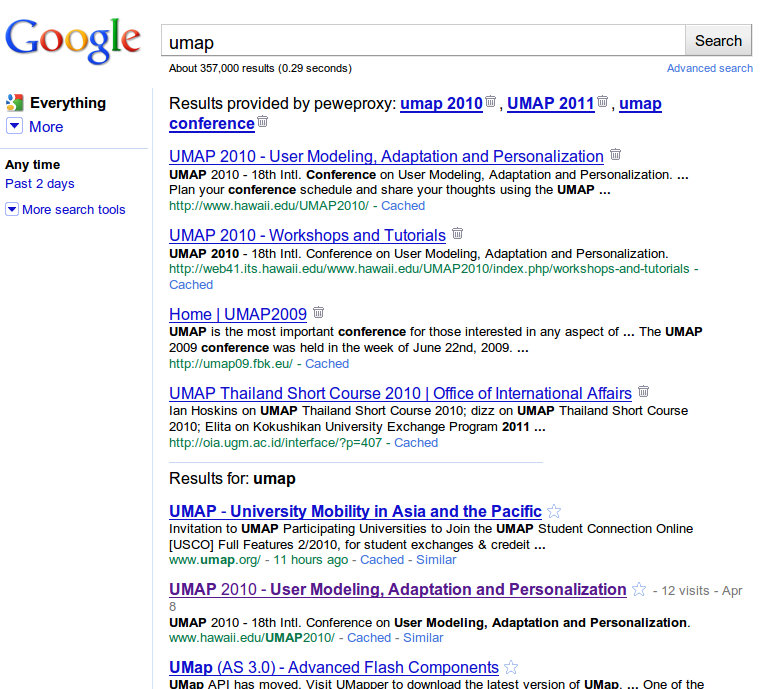 Google
umap
Search
About 357,000 results (0.29 seconds)
Advanced search
Everything
More
Any time
Past 2 days
More search tools
Results provided by peweproxy: umap 2010 , UMAP 2011 , umap
conference
UMAP 2010 - User Modeling, Adaptation and Personalization
UMAP 2010 - 18th Intl. Conference on User Modeling, Adaptation and Personalization. ...
Plan your conference schedule and share your thoughts using the UMAP ...
http://www.hawaii.edu/UMAP2010/ - Cached
UMAP 2010 - Workshops and Tutorials
UMAP 2010 - 18th Intl. Conference on User Modeling, Adaptation and Personalization.
http://web41.its.hawaii.edu/www.hawaii.edu/UMAP2010/index.php/workshops-and-tutorials -
Cached
Home | UMAP2009
UMAP is the most important conference for those interested in any aspect of ... The UMAP
2009 conference was held in the week of June 22nd, 2009. ...
http://umap09.fbk.eu/ - Cached
UMAP Thailand Short Course 2010 | Office of International Affairs
Ian Hoskins on UMAP Thailand Short Course 2010; dizz on UMAP Thailand Short Course
2010; Elita on Kokushikan University Exchange Program 2011 ...
http://oia.ugm.ac.id/interface/?p=407 - Cached
Results for: umap
UMAP - University Mobility in Asia and the Pacific
Invitation to UMAP Participating Universities to Join the UMAP Student Connection Online
[USCO] Full Features 2/2010, for student exchanges & credeit ...
www.umap.org/ - 11 hours ago - Cached - Similar
UMAP 2010 - User Modeling, Adaptation and Personalization - 12 visits - Apr
8
UMAP 2010 - 18th Intl. Conference on User Modeling, Adaptation and Personalization.
www.hawaii.edu/UMAP2010/ - Cached - Similar
UMap (AS 3.0) - Advanced Flash Components
UMap API has moved. Visit UMapper to download the latest version of UMap. ... One of the